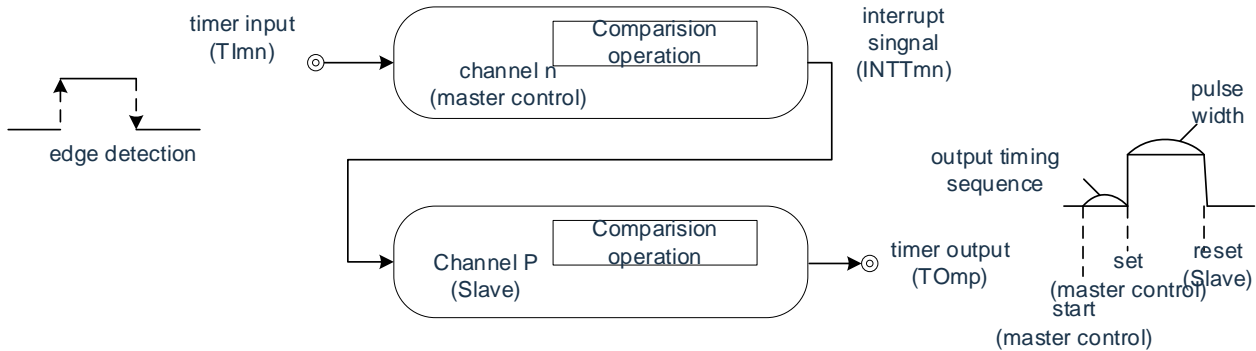 timer input
(TImn)
Comparision
operation
channel n
(master control)
interrupt
singnal
(INTTmn)
edge detection
pulse
width
output timing
sequence
Comparision
operation
Channel P
(Slave)
timer output
(TOmp)
set
(master control)
reset
(Slave)
start
(master control)